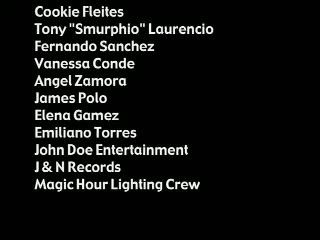 Cookie Fleites
Tony "Smurphio" Laurencio
Fernando Sanchez
Vanessa Conde
Angel Zamora
James Polo
Elena Gamez
Emiliano Torres
John Doe Entertainment
J & N Records
Magic Hour Lighting Crew